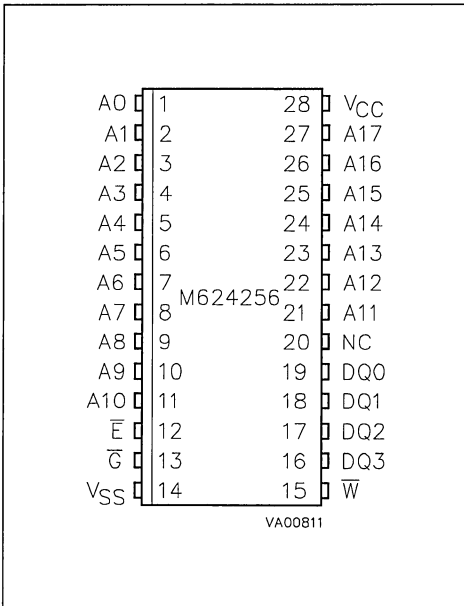 A0 1 28 VCC
A1 2 27 A17
A2 3 26 A16
A3 4 25 A15
A4 5 24 A14
A5 6 23 A13
A6 7 22 A12
M624256
A7 8 21 A11
A8 9 20 NC
A9 10 19 DQ0
A10 11 18 DQ1
E̅ 12 17 DQ2
G̅ 13 16 DQ3
VSS 14 15 W̅
VA00811